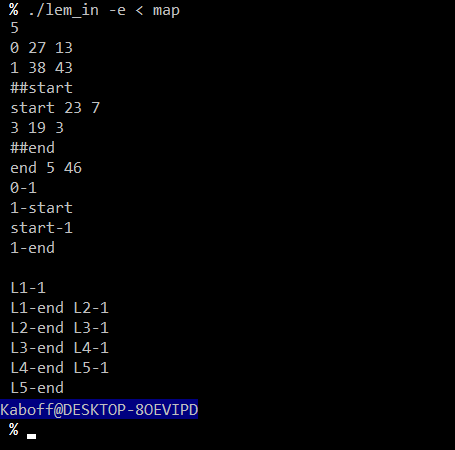 % ./lem_in -e < map
5
0 27 13
1 38 43
##start
start 23 7
3 19 3
##end
end 5 46
0-1
1-start
start-1
1-end

L1-1
L1-end L2-1
L2-end L3-1
L3-end L4-1
L4-end L5-1
L5-end
Kaboff@DESKTOP-8OEVIPD
%